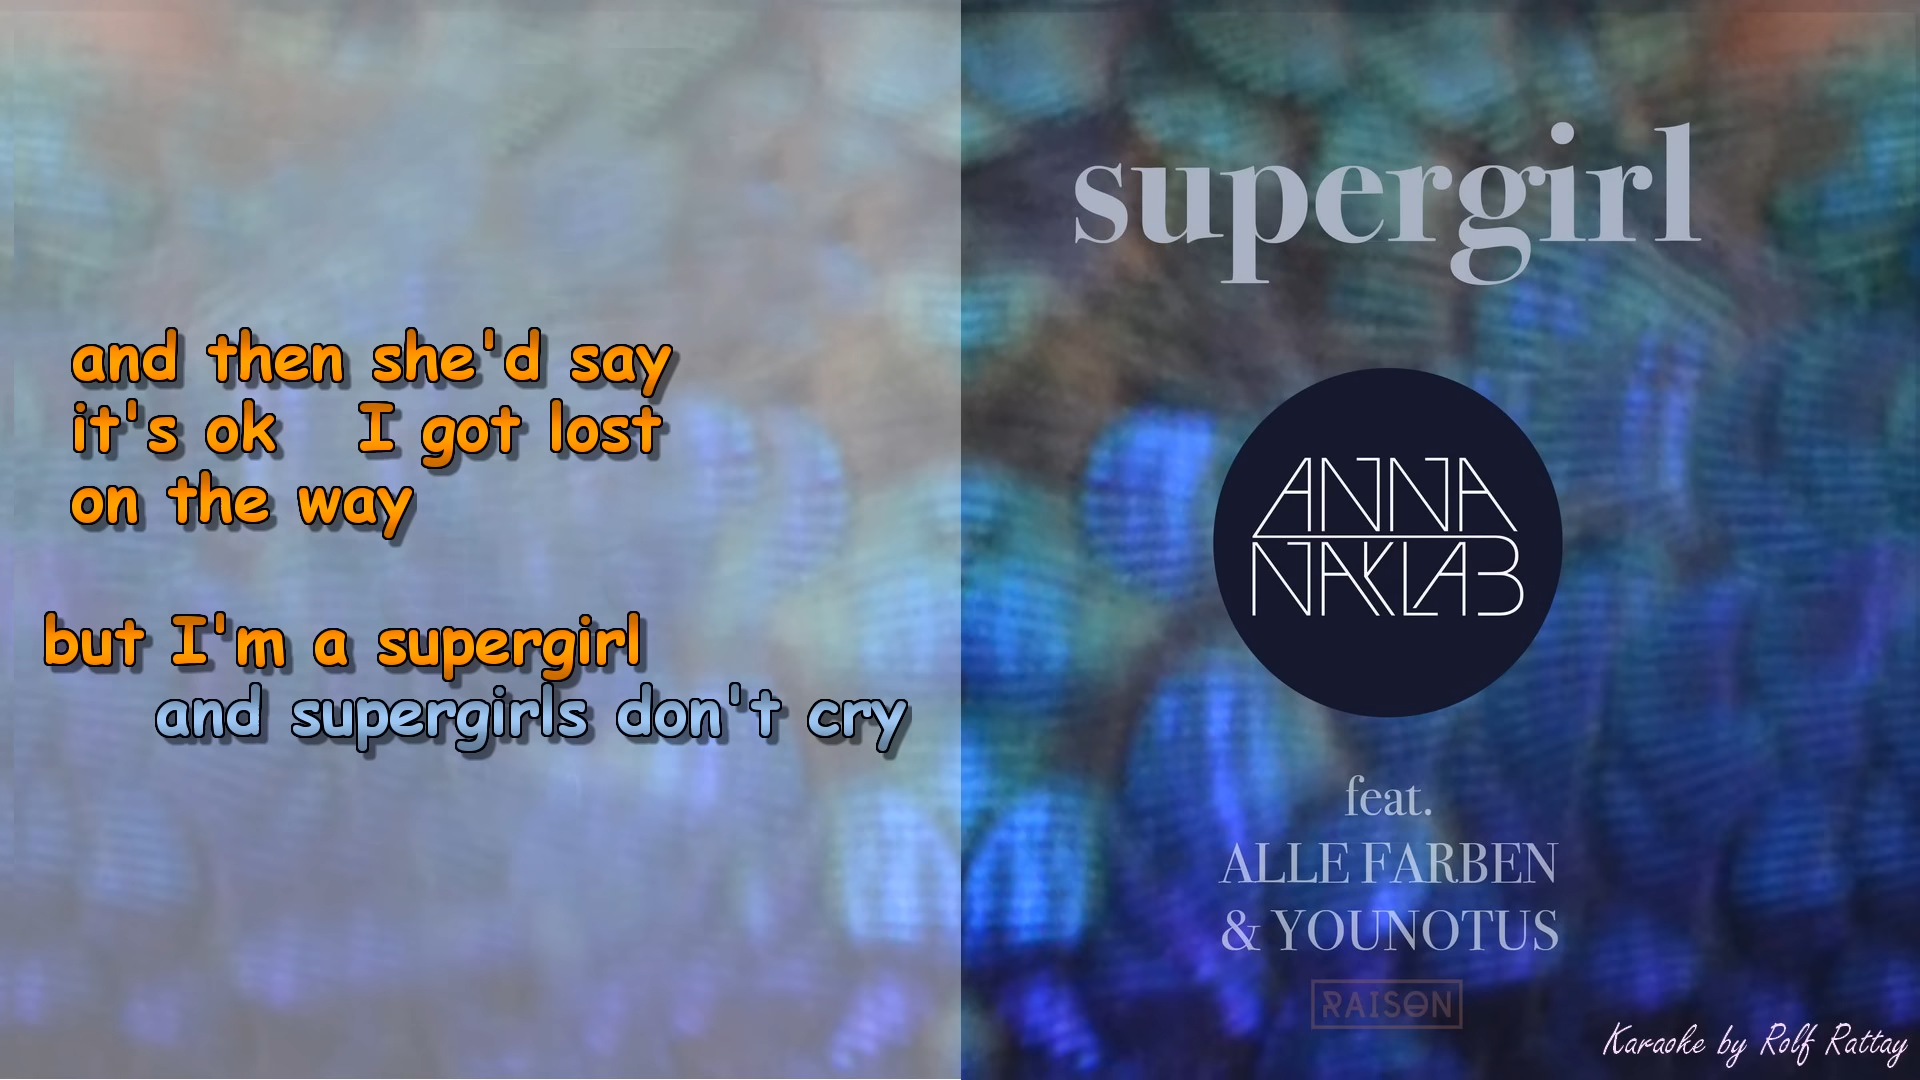 and then she'd say
it's ok   I got lost
on the way
but I'm a supergirl
and supergirls don't cry
supergirl
ANNA
NAKLAB
feat.
ALLE FARBEN
& YOUNOTUS
RAISON
Karaoke by Rolf Rattay